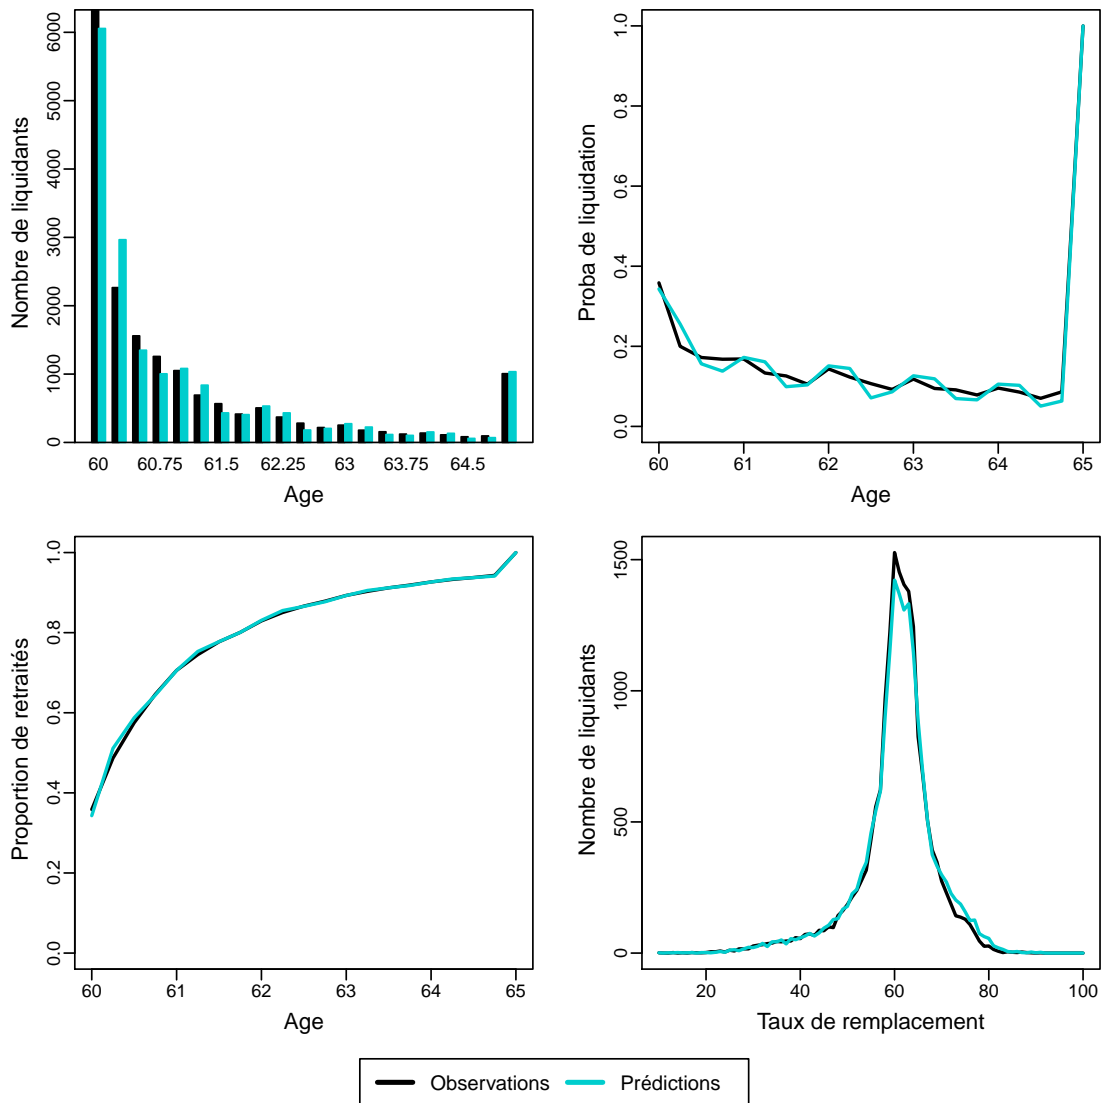 Nombre de liquidants
0
1000
2000
3000
4000
5000
6000
60 60.75 61.5 62.25 63 63.75 64.5
Age
Proba de liquidation
0.0
0.2
0.4
0.6
0.8
1.0
60 61 62 63 64 65
Age
Proportion de retraités
0.0
0.2
0.4
0.6
0.8
1.0
60 61 62 63 64 65
Age
Nombre de liquidants
0
500
1000
1500
20 40 60 80 100
Taux de remplacement
Observations Prédictions